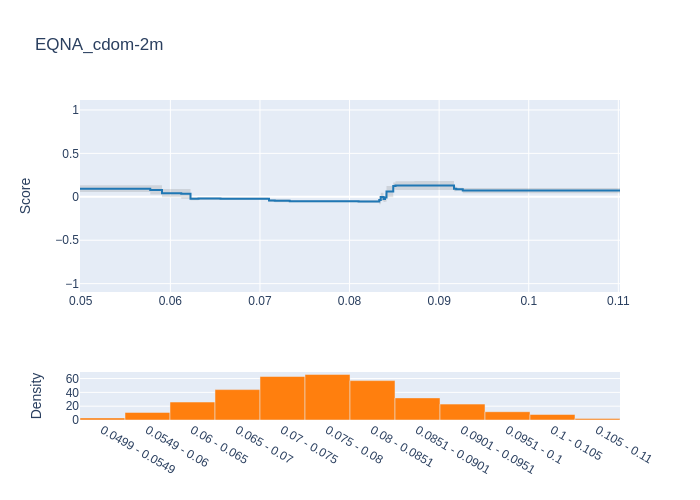 EQNA_cdom-2m
Score
1
0.5
0
−0.5
−1
0.05 0.06 0.07 0.08 0.09 0.1 0.11
Density
60
40
20
0
0.0499 - 0.0549
0.0549 - 0.06
0.06 - 0.065
0.065 - 0.07
0.07 - 0.075
0.075 - 0.08
0.08 - 0.0851
0.0851 - 0.0901
0.0901 - 0.0951
0.0951 - 0.1
0.1 - 0.105
0.105 - 0.11